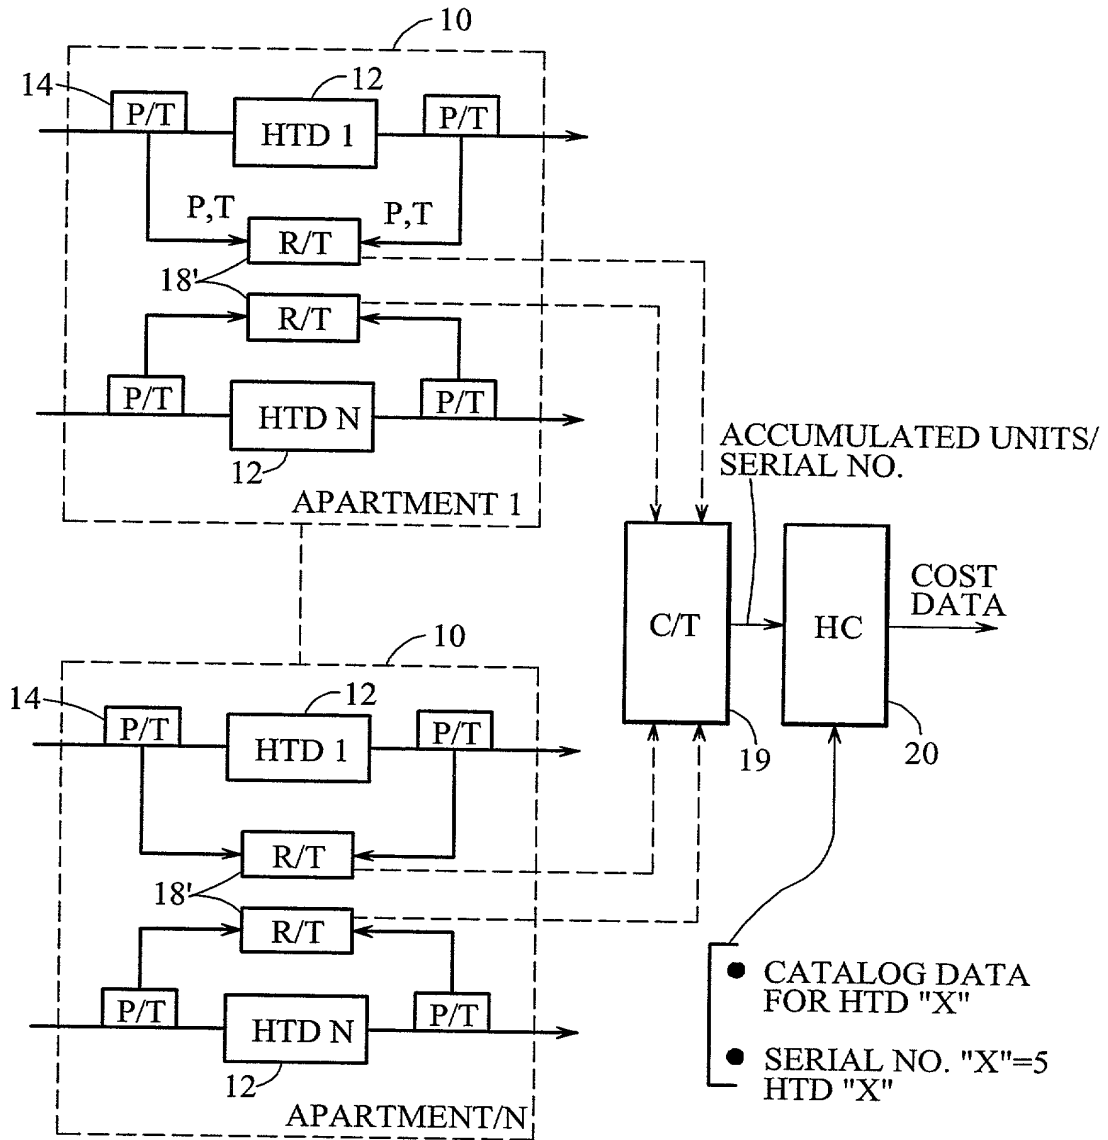 10
14
12
P/T
HTD 1
P/T
P,T
P,T
R/T
18'
R/T
P/T
HTD N
P/T
12
APARTMENT 1
ACCUMULATED UNITS/
SERIAL NO.
C/T
HC
COST
DATA
19
20
10
14
12
P/T
HTD 1
P/T
R/T
18'
R/T
P/T
HTD N
P/T
12
APARTMENT/N
● CATALOG DATA
FOR HTD "X"
● SERIAL NO. "X"=5
HTD "X"